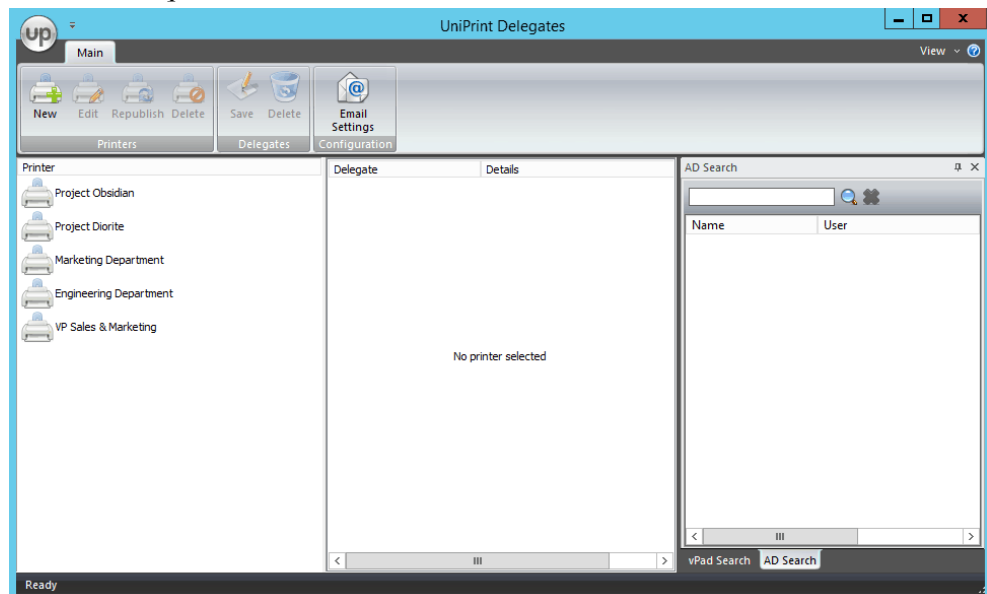 UniPrint Delegates
up
Main
View
New
Edit
Republish
Delete
Save
Delete
Email
Settings
Printers
Delegates
Configuration
Printer
Project Obsidian
Project Diorite
Marketing Department
Engineering Department
VP Sales & Marketing
Delegate
Details
No printer selected
AD Search
Name
User
vPad Search
AD Search
Ready